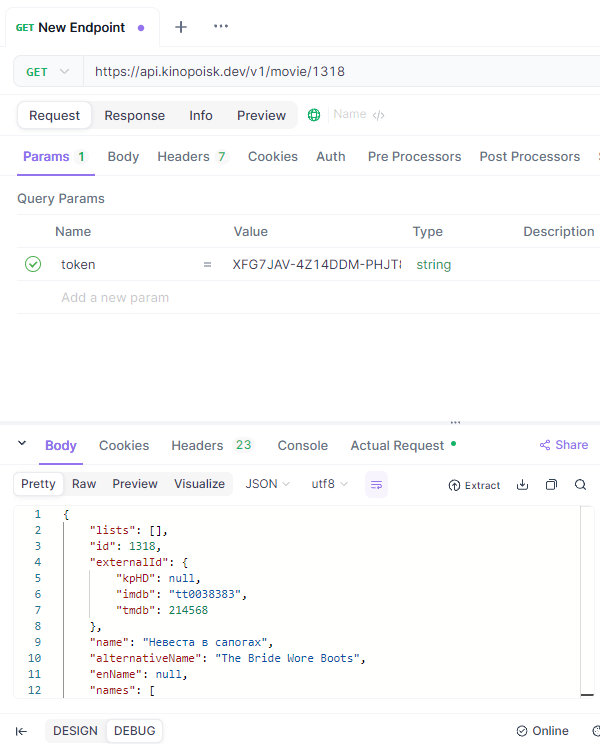 GET New Endpoint
GET https://api.kinopoisk.dev/v1/movie/1318
Request Response Info Preview Name </>
Params 1 Body Headers 7 Cookies Auth Pre Processors Post Processors
Query Params
Name Value Type Description
token = XFG7JAV-4Z14DDM-PHJT8 string
Add a new param
Body Cookies Headers 23 Console Actual Request Share
Pretty Raw Preview Visualize JSON utf8 Extract
1 {
2 "lists": [],
3 "id": 1318,
4 "externalId": {
5 "kpHD": null,
6 "imdb": "tt0038383",
7 "tmdb": 214568
8 },
9 "name": "Невеста в сапогах",
10 "alternativeName": "The Bride Wore Boots",
11 "enName": null,
12 "names": [
DESIGN DEBUG Online